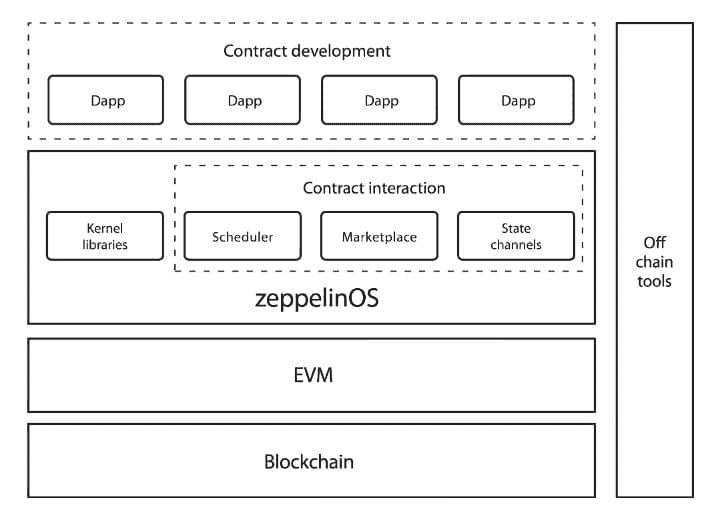 Contract development
Dapp
Dapp
Dapp
Dapp
Contract interaction
Kernel
libraries
Scheduler
Marketplace
State
channels
zeppelinOS
EVM
Blockchain
Off
chain
tools